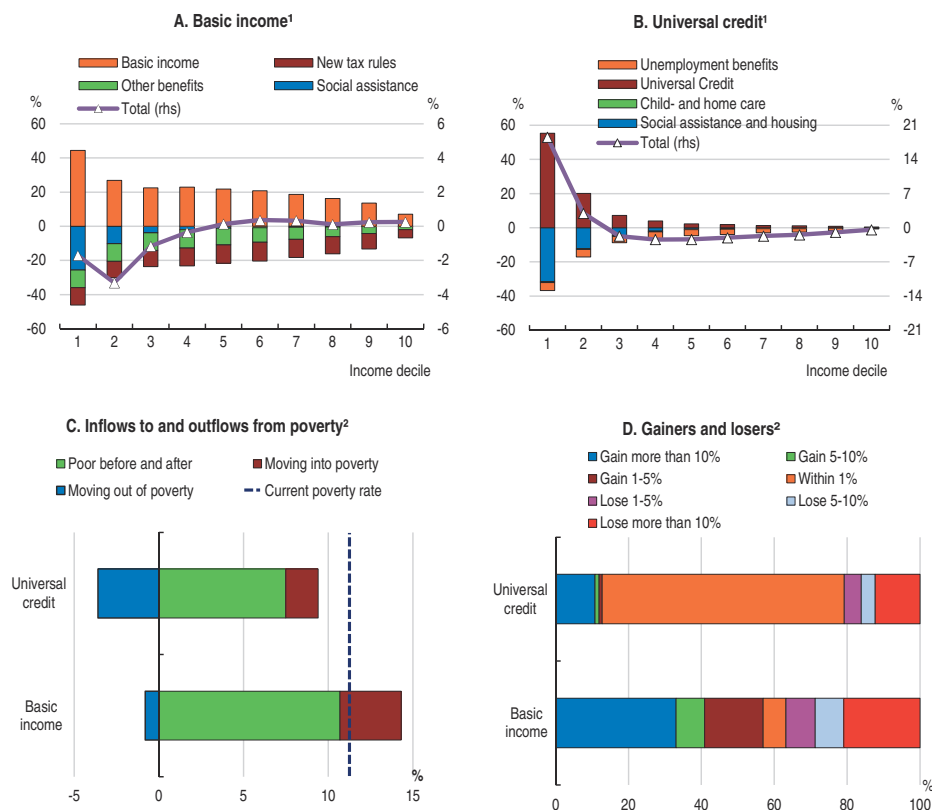 A. Basic income¹
Basic income
New tax rules
Other benefits
Social assistance
Total (rhs)
%
%
60
6
40
4
20
2
0
0
-20
-2
-40
-4
-60
-6
1 2 3 4 5 6 7 8 9 10
Income decile
B. Universal credit¹
Unemployment benefits
Universal Credit
Child- and home care
Social assistance and housing
Total (rhs)
%
%
60
21
40
14
20
7
0
0
-20
-7
-40
-14
-60
-21
1 2 3 4 5 6 7 8 9 10
Income decile
C. Inflows to and outflows from poverty²
Poor before and after
Moving into poverty
Moving out of poverty
Current poverty rate
Universal
credit
Basic
income
%
-5 0 5 10 15
D. Gainers and losers²
Gain more than 10%
Gain 5-10%
Gain 1-5%
Within 1%
Lose 1-5%
Lose 5-10%
Lose more than 10%
Universal
credit
Basic
income
%
0 20 40 60 80 100